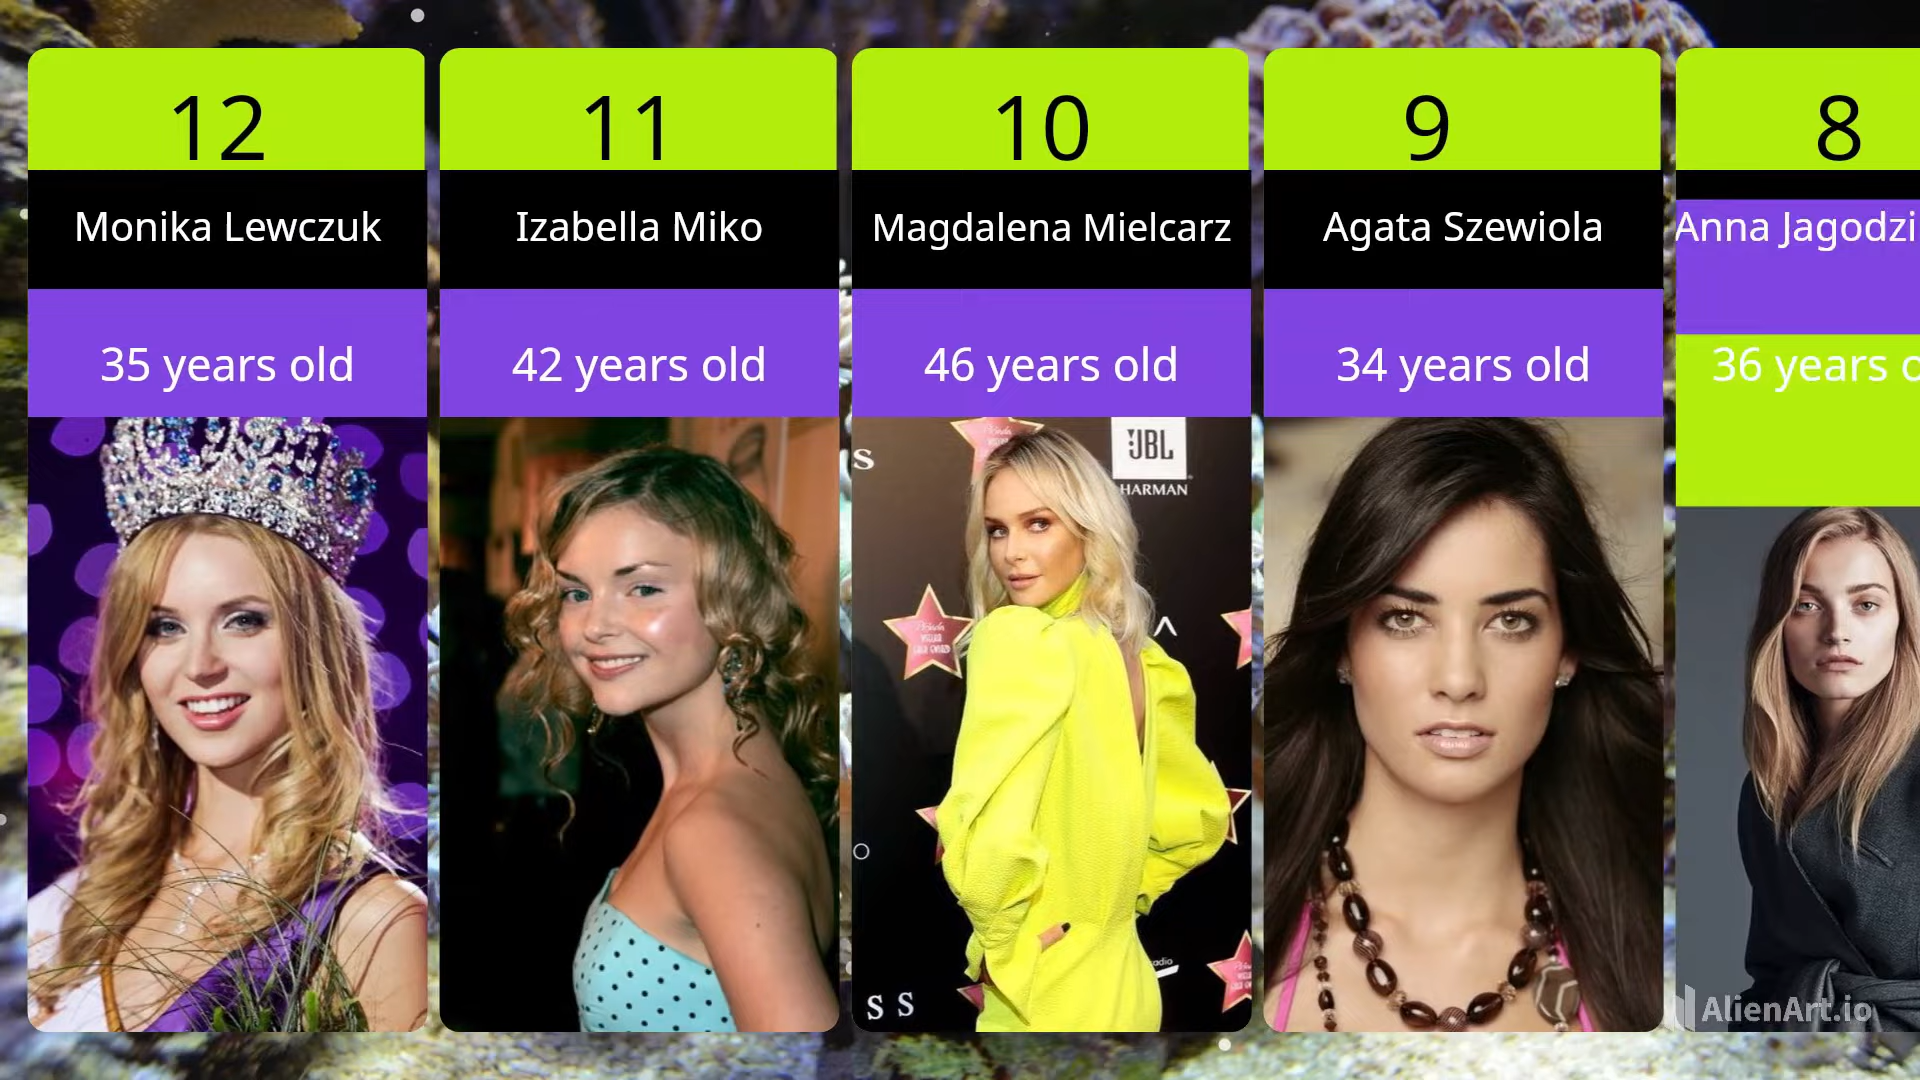 12
Monika Lewczuk
35 years old
11
Izabella Miko
42 years old
10
Magdalena Mielcarz
46 years old
S
JBL
HARMAN
S S
9
Agata Szewiola
34 years old
8
Anna Jagodzi
36 years o
AlienArt.io